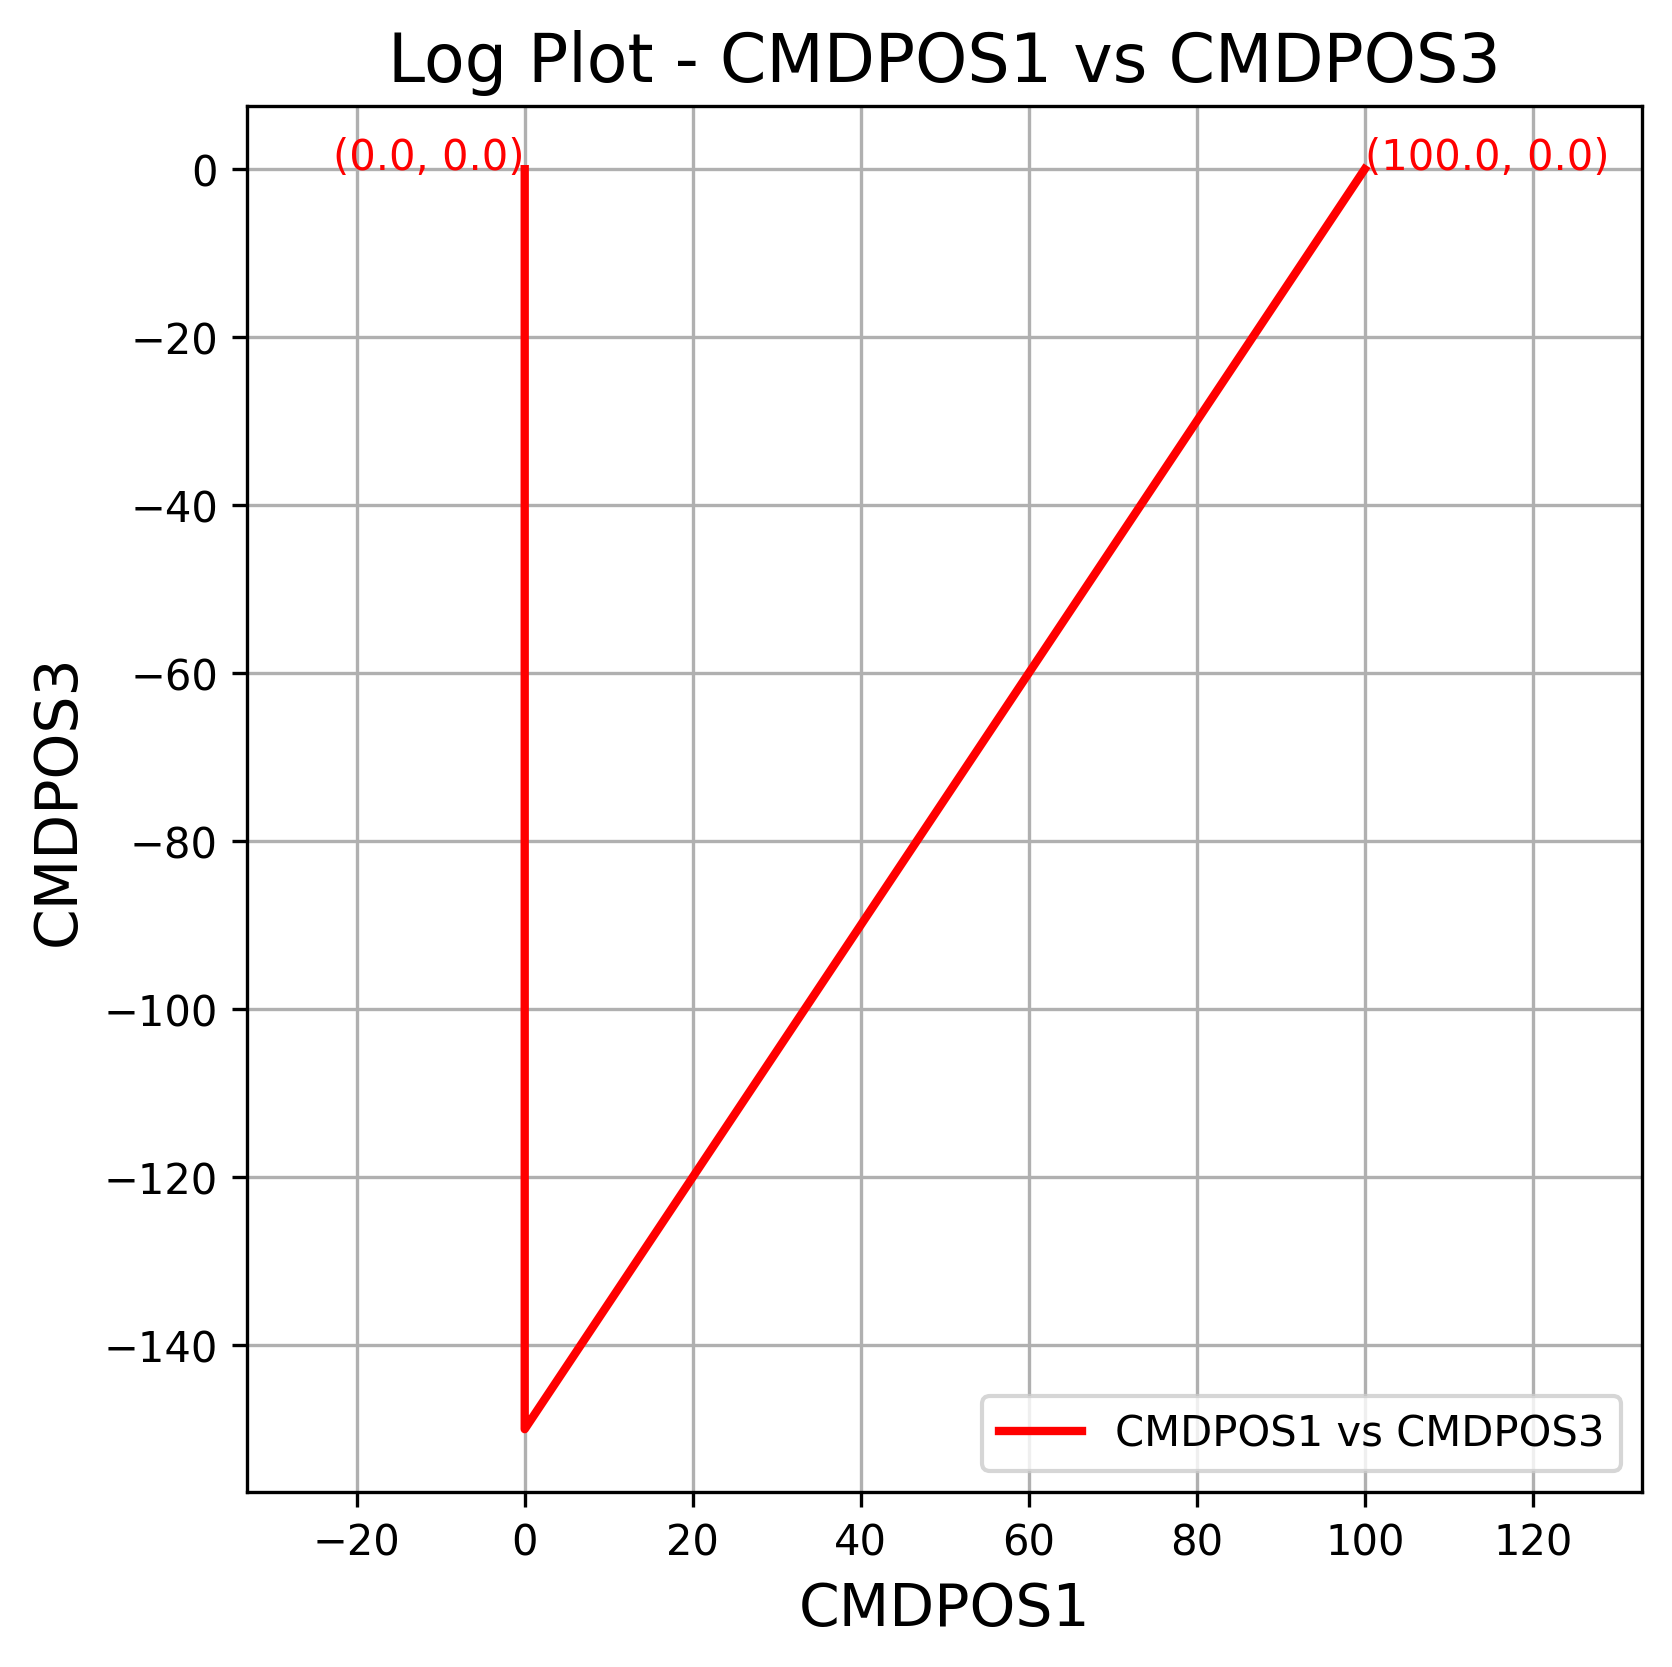 Log Plot - CMDPOS1 vs CMDPOS3
(0.0, 0.0)
(100.0, 0.0)
0
−20
−40
−60
−80
−100
−120
−140
CMDPOS3
CMDPOS1 vs CMDPOS3
−20 0 20 40 60 80 100 120
CMDPOS1